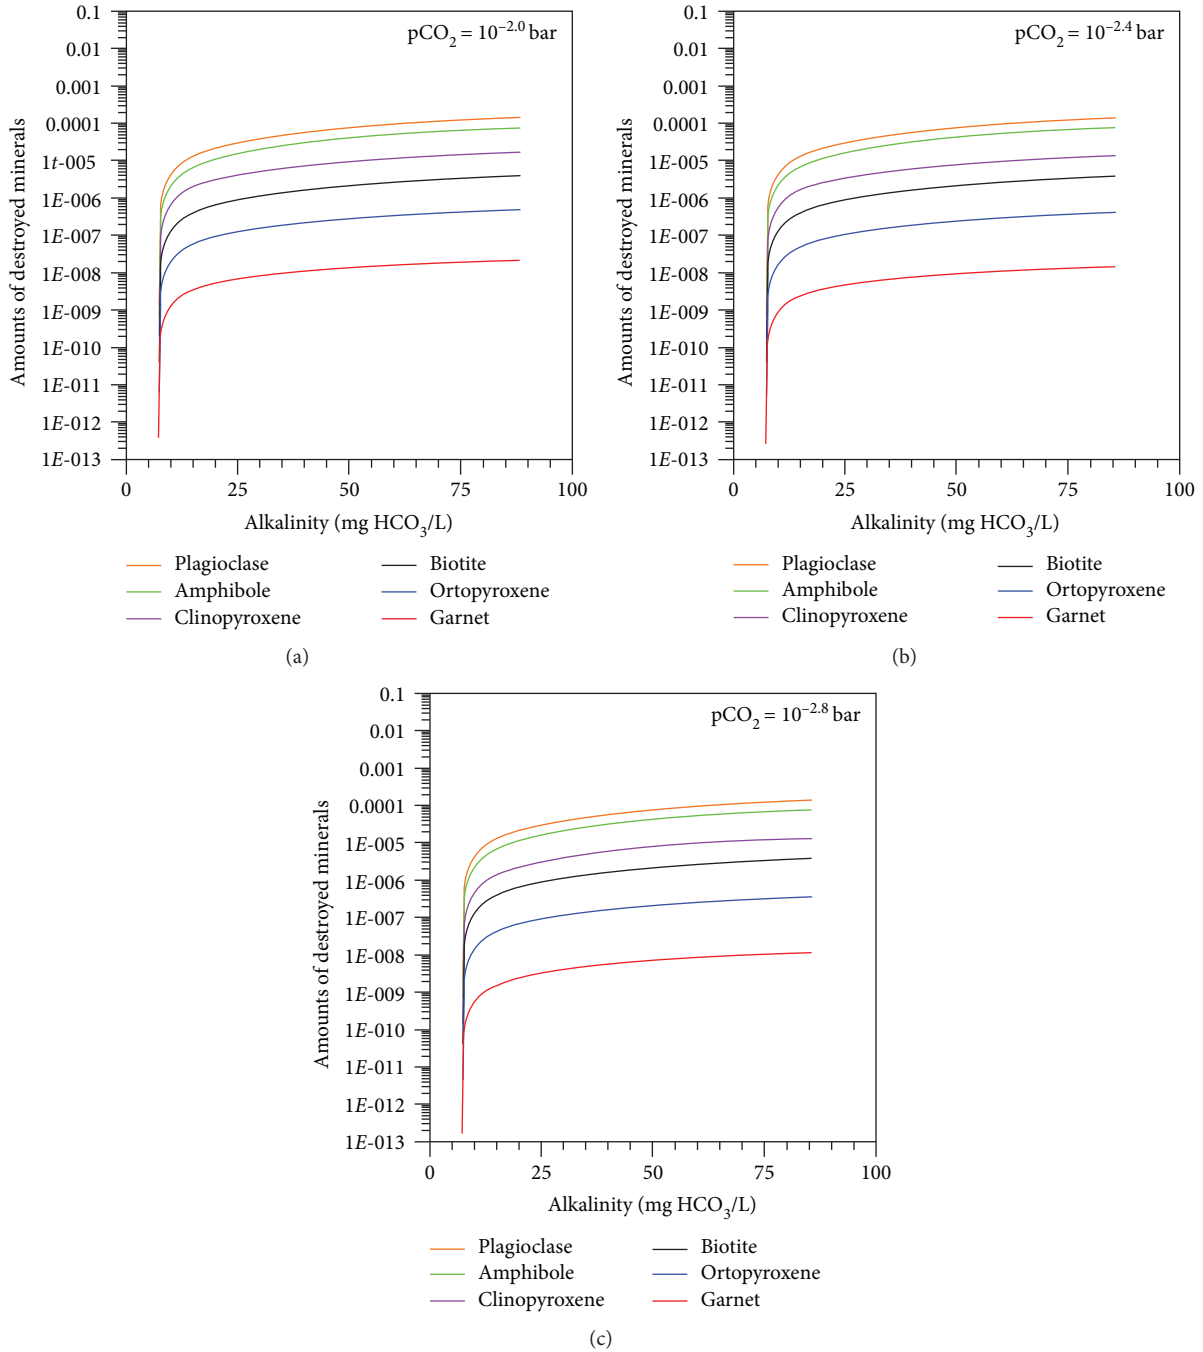 pCO₂ = 10⁻²·⁰ bar
0.1
0.01
0.001
0.0001
1t-005
1E-006
1E-007
1E-008
1E-009
1E-010
1E-011
1E-012
1E-013
Amounts of destroyed minerals
0 25 50 75 100
Alkalinity (mg HCO₃/L)
Plagioclase Biotite
Amphibole Ortopyroxene
Clinopyroxene Garnet
(a)
pCO₂ = 10⁻²·⁴ bar
0.1
0.01
0.001
0.0001
1E-005
1E-006
1E-007
1E-008
1E-009
1E-010
1E-011
1E-012
1E-013
Amounts of destroyed minerals
0 25 50 75 100
Alkalinity (mg HCO₃/L)
Plagioclase Biotite
Amphibole Ortopyroxene
Clinopyroxene Garnet
(b)
pCO₂ = 10⁻²·⁸ bar
0.1
0.01
0.001
0.0001
1E-005
1E-006
1E-007
1E-008
1E-009
1E-010
1E-011
1E-012
1E-013
Amounts of destroyed minerals
0 25 50 75 100
Alkalinity (mg HCO₃/L)
Plagioclase Biotite
Amphibole Ortopyroxene
Clinopyroxene Garnet
(c)